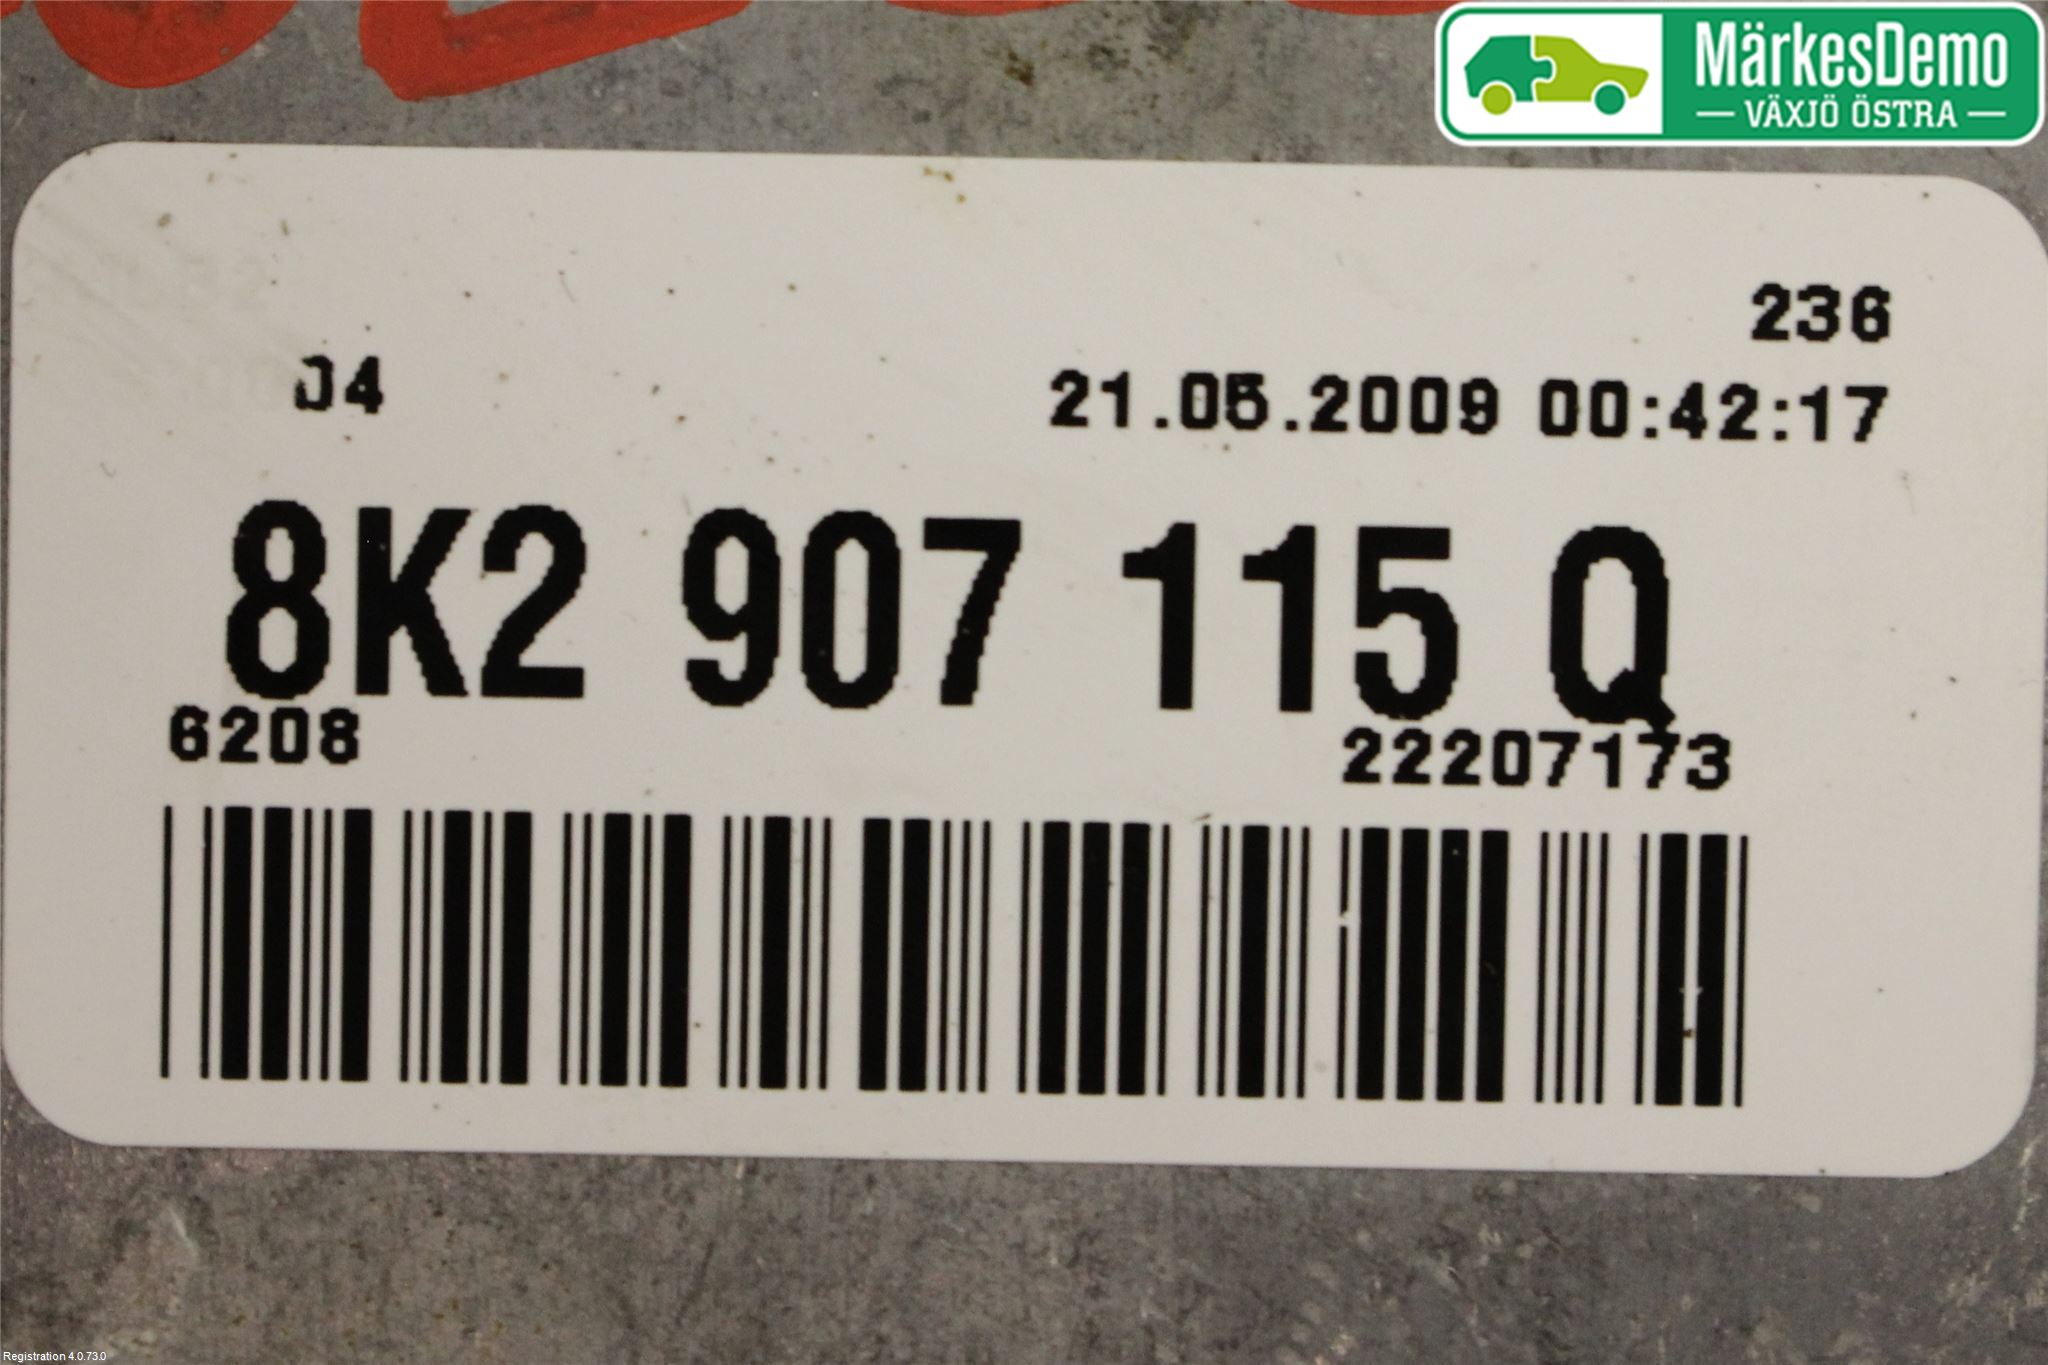 MärkesDemo
VÄXJÖ ÖSTRA
236
04
21.05.2009 00:42:17
8K2 907 115 Q
6208
22207173
Registration 4.0.73.0